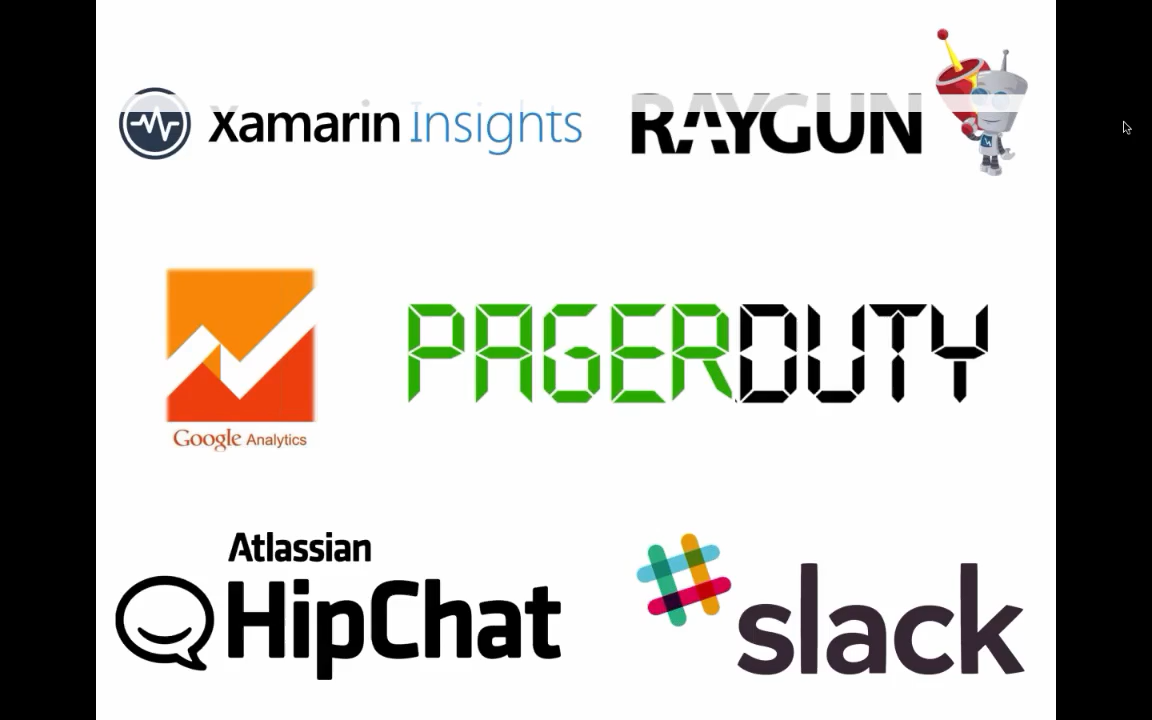 Xamarin Insights
RAYGUN
Google Analytics
PAGERDUTY
Atlassian
HipChat
slack